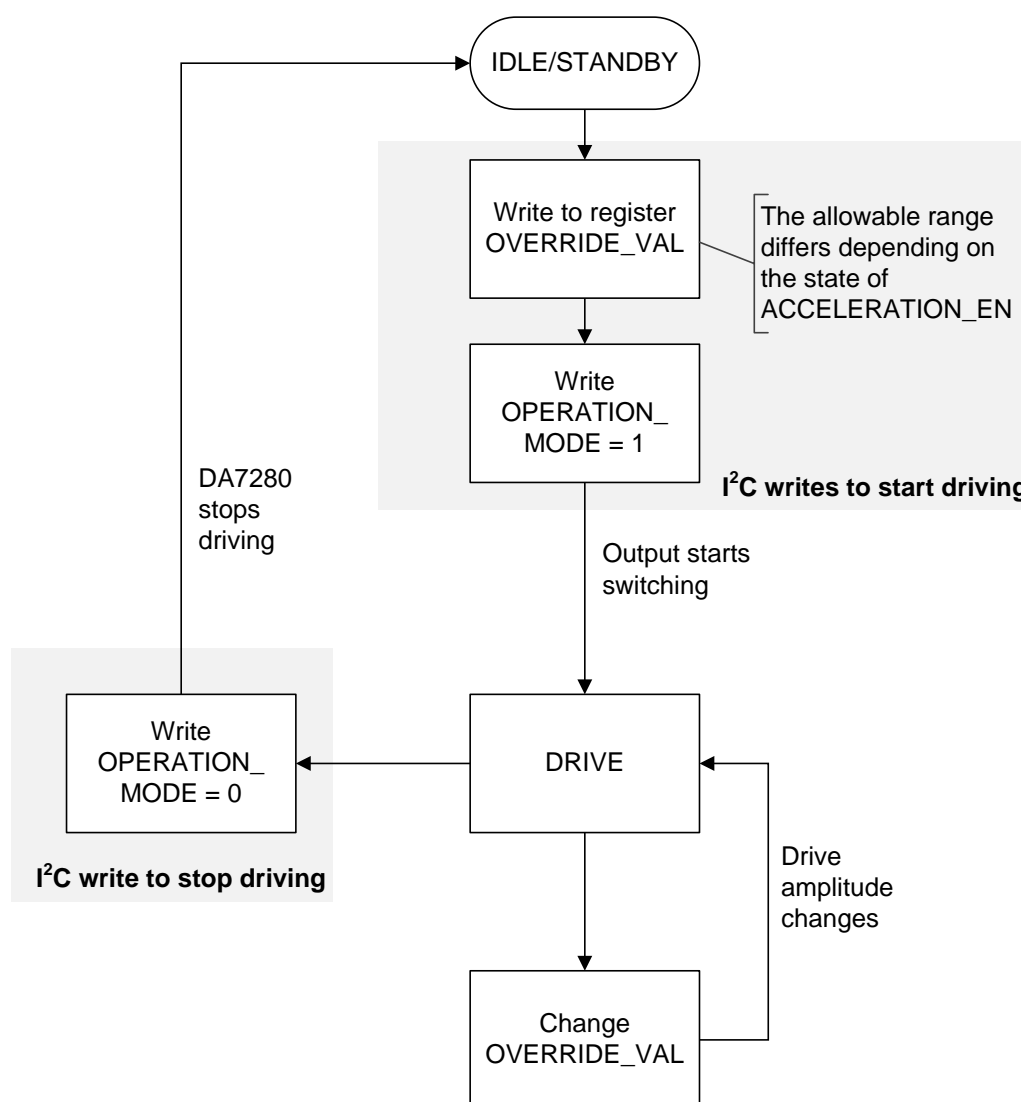 IDLE/STANDBY
Write to register
OVERRIDE_VAL
The allowable range
differs depending on
the state of
ACCELERATION_EN
Write
OPERATION_
MODE = 1
I²C writes to start driving
DA7280
stops
driving
Output starts
switching
Write
OPERATION_
MODE = 0
I²C write to stop driving
DRIVE
Drive
amplitude
changes
Change
OVERRIDE_VAL